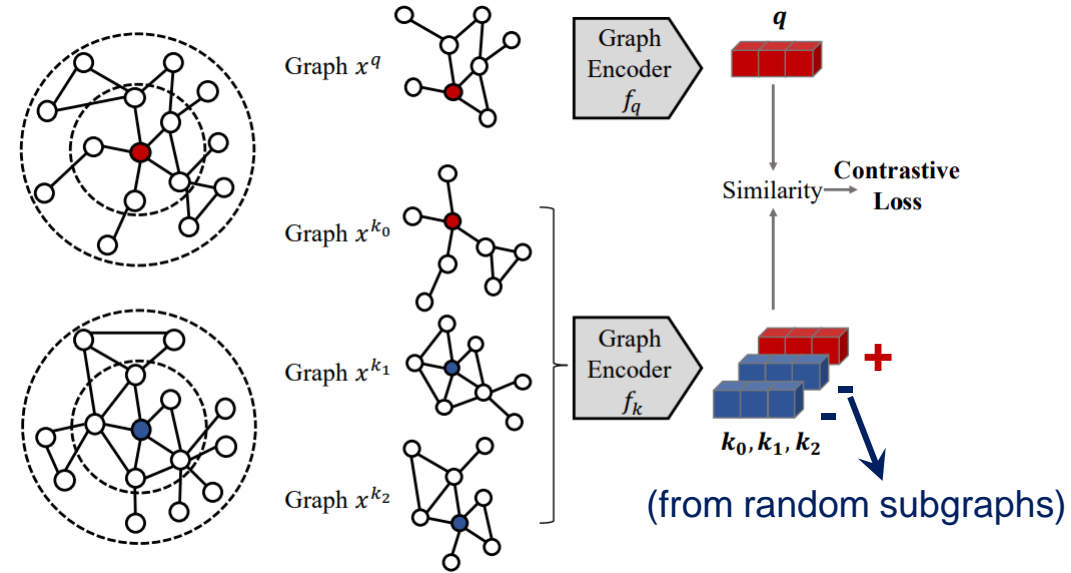 Graph x^q
Graph
Encoder
f_q
q
Graph x^{k_0}
Similarity
Contrastive
Loss
Graph x^{k_1}
Graph
Encoder
f_k
+
-
-
k_0, k_1, k_2
Graph x^{k_2}
(from random subgraphs)